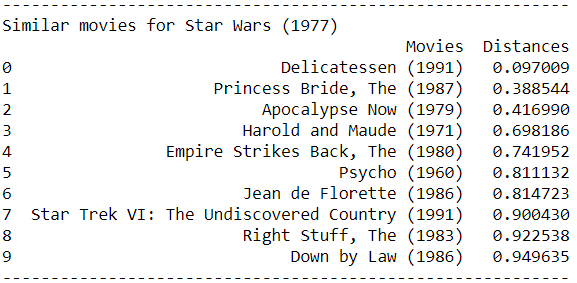 ----------------------------------------------------------------
Similar movies for Star Wars (1977)
                                        Movies  Distances
0                          Delicatessen (1991)   0.097009
1                   Princess Bride, The (1987)   0.388544
2                        Apocalypse Now (1979)   0.416990
3                      Harold and Maude (1971)   0.698186
4              Empire Strikes Back, The (1980)   0.741952
5                                Psycho (1960)   0.811132
6                      Jean de Florette (1986)   0.814723
7  Star Trek VI: The Undiscovered Country (1991)   0.900430
8                      Right Stuff, The (1983)   0.922538
9                           Down by Law (1986)   0.949635
----------------------------------------------------------------